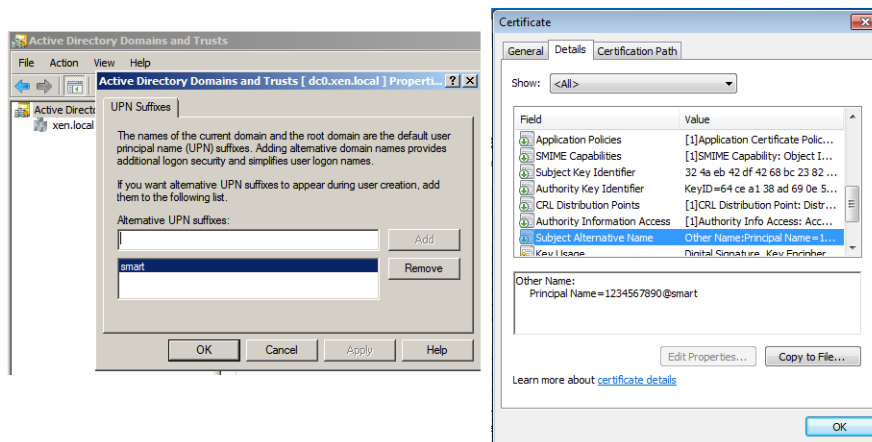 Active Directory Domains and Trusts
File Action View Help
Active Directo
xen.local
Active Directory Domains and Trusts [ dc0.xen.local ] Properti...
UPN Suffixes
The names of the current domain and the root domain are the default user
principal name (UPN) suffixes. Adding alternative domain names provides
additional logon security and simplifies user logon names.
If you want alternative UPN suffixes to appear during user creation, add
them to the following list.
Alternative UPN suffixes:
Add
smart
Remove
OK Cancel Apply Help
Certificate
General Details Certification Path
Show: <All>
Field Value
Application Policies [1]Application Certificate Polic...
SMIME Capabilities [1]SMIME Capability: Object I...
Subject Key Identifier 32 4a eb 42 df 42 68 bc 23 82 ...
Authority Key Identifier KeyID=64 ce a1 38 ad 69 0e 5...
CRL Distribution Points [1]CRL Distribution Point: Distr...
Authority Information Access [1]Authority Info Access: Acc...
Subject Alternative Name Other Name:Principal Name=1...
Key Usage Digital Signature, Key Encipher
Other Name:
Principal Name=1234567890@smart
Edit Properties... Copy to File...
Learn more about certificate details
OK